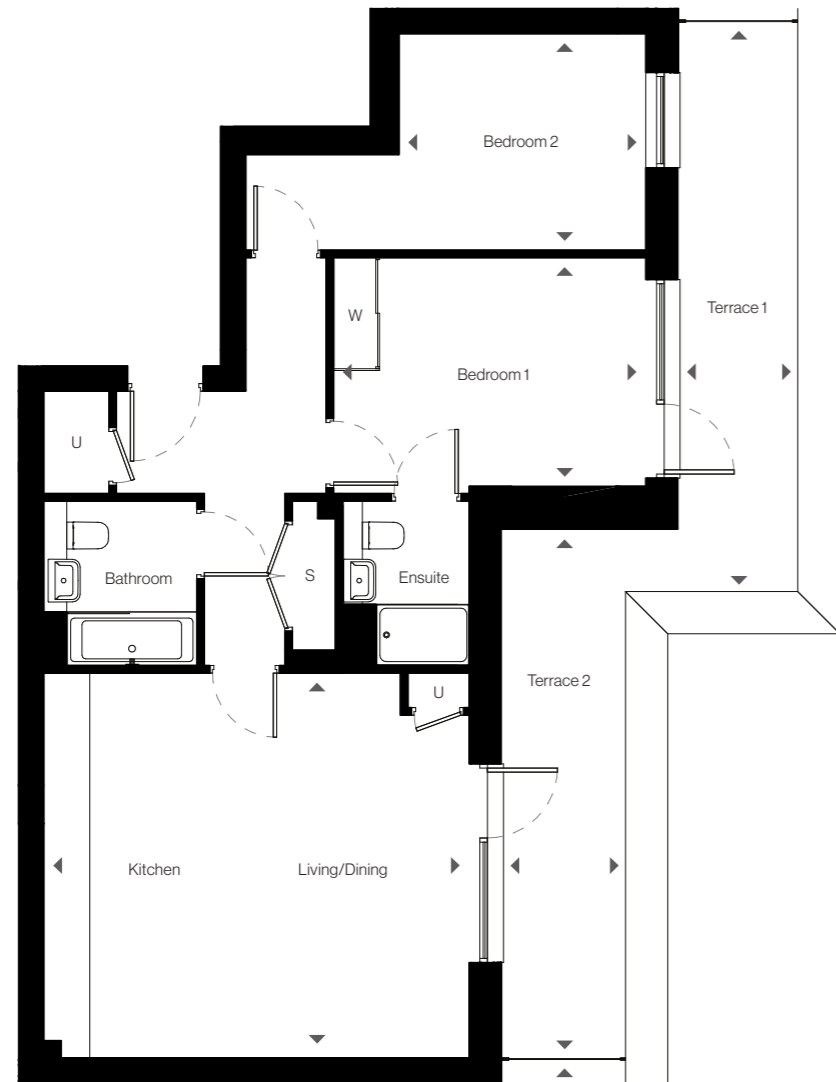 Bedroom 2
Terrace 1
W
Bedroom 1
U
Bathroom
S
Ensuite
Terrace 2
U
Kitchen
Living/Dining